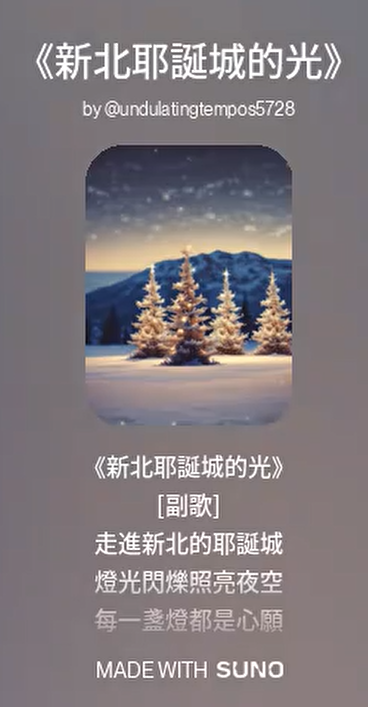 《新北耶誕城的光》
by @undulatingtempos5728
《新北耶誕城的光》
[副歌]
走進新北的耶誕城
燈光閃爍照亮夜空
每一盞燈都是心願
MADE WITH SUNO